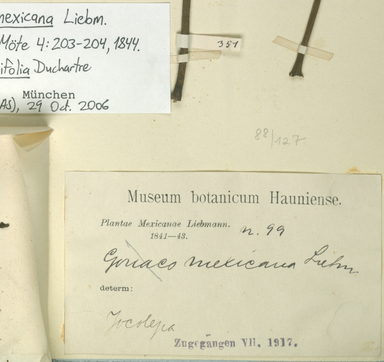 mexicana Liebm.
Möte 4:203-204, 1844.
ifolia Duchartre
München
AS), 29 Oct. 2006
351
88/127
Museum botanicum Hauniense.
Plantae Mexicanae Liebmann.
1841—43.
n. 99
mexicana Liebm
determ:
Zugegangen VII. 1917.